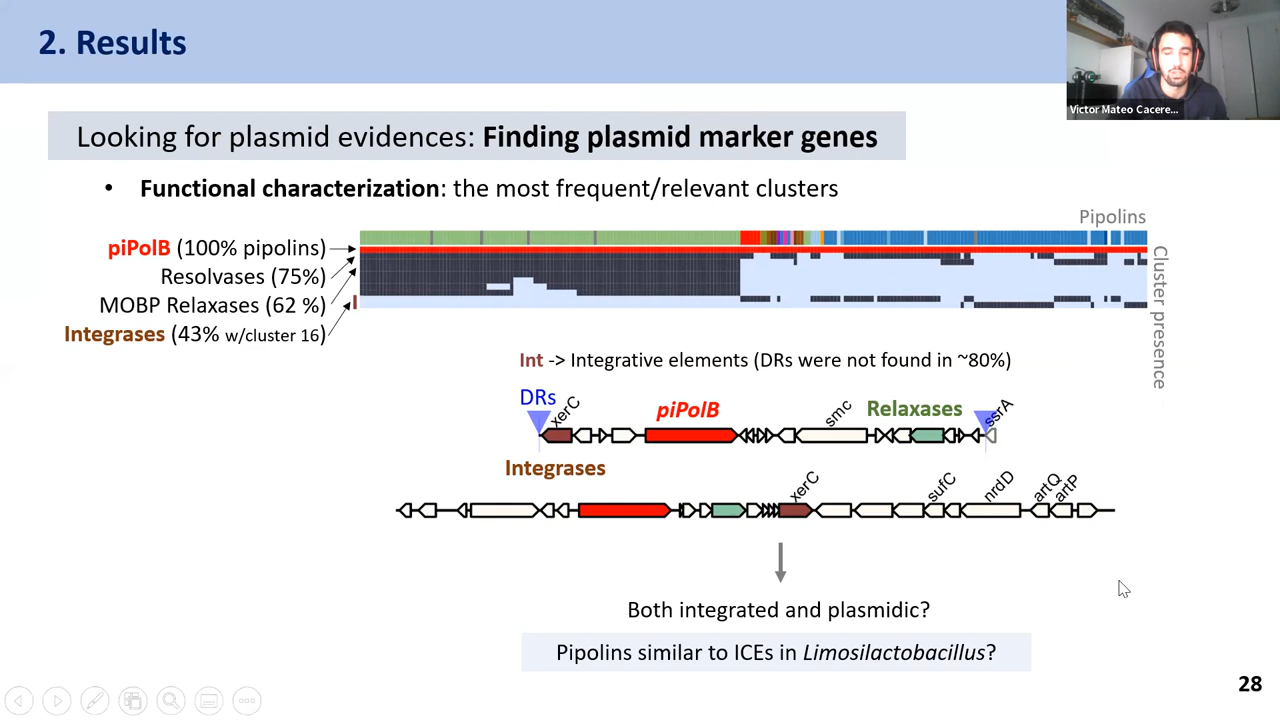 2. Results
Victor Mateo Cacere...
Looking for plasmid evidences: Finding plasmid marker genes
• Functional characterization: the most frequent/relevant clusters
Pipolins
piPolB (100% pipolins)
Resolvases (75%)
MOBP Relaxases (62 %)
Integrases (43% w/cluster 16)
Cluster presence
Int -> Integrative elements (DRs were not found in ~80%)
DRs
xerC
piPolB
smc
Relaxases
ssrA
Integrases
xerC
sufC
nrdD
artQ
artP
Both integrated and plasmidic?
Pipolins similar to ICEs in Limosilactobacillus?
28